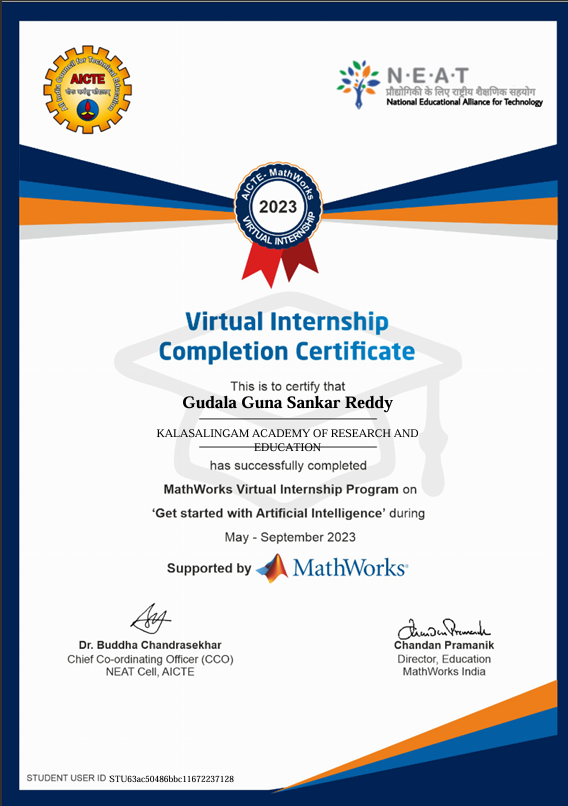 All India Council for Technical Education
AICTE
N·E·A·T
प्रौद्योगिकी के लिए राष्ट्रीय शैक्षणिक सहयोग
National Educational Alliance for Technology
AICTE- MathWorks
2023
VIRTUAL INTERNSHIP
Virtual Internship
Completion Certificate
This is to certify that
Gudala Guna Sankar Reddy
KALASALINGAM ACADEMY OF RESEARCH AND
EDUCATION
has successfully completed
MathWorks Virtual Internship Program on
‘Get started with Artificial Intelligence’ during
May - September 2023
Supported by MathWorks®
Chandan Pramanik
Dr. Buddha Chandrasekhar
Chief Co-ordinating Officer (CCO)
NEAT Cell, AICTE
Chandan Pramanik
Director, Education
MathWorks India
STUDENT USER ID STU63ac50486bbc11672237128